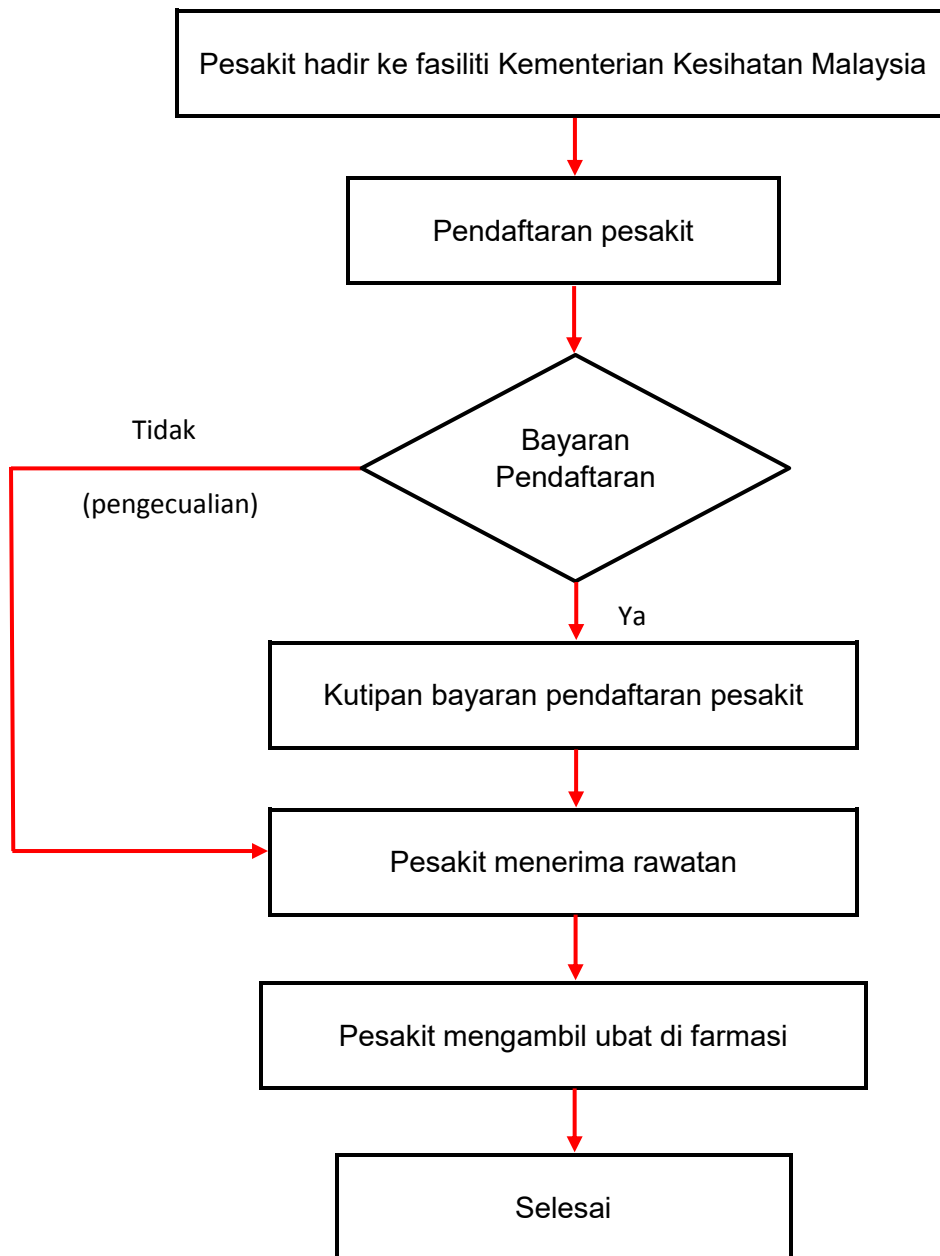 Pesakit hadir ke fasiliti Kementerian Kesihatan Malaysia
Pendaftaran pesakit
Bayaran
Pendaftaran
Tidak
(pengecualian)
Ya
Kutipan bayaran pendaftaran pesakit
Pesakit menerima rawatan
Pesakit mengambil ubat di farmasi
Selesai